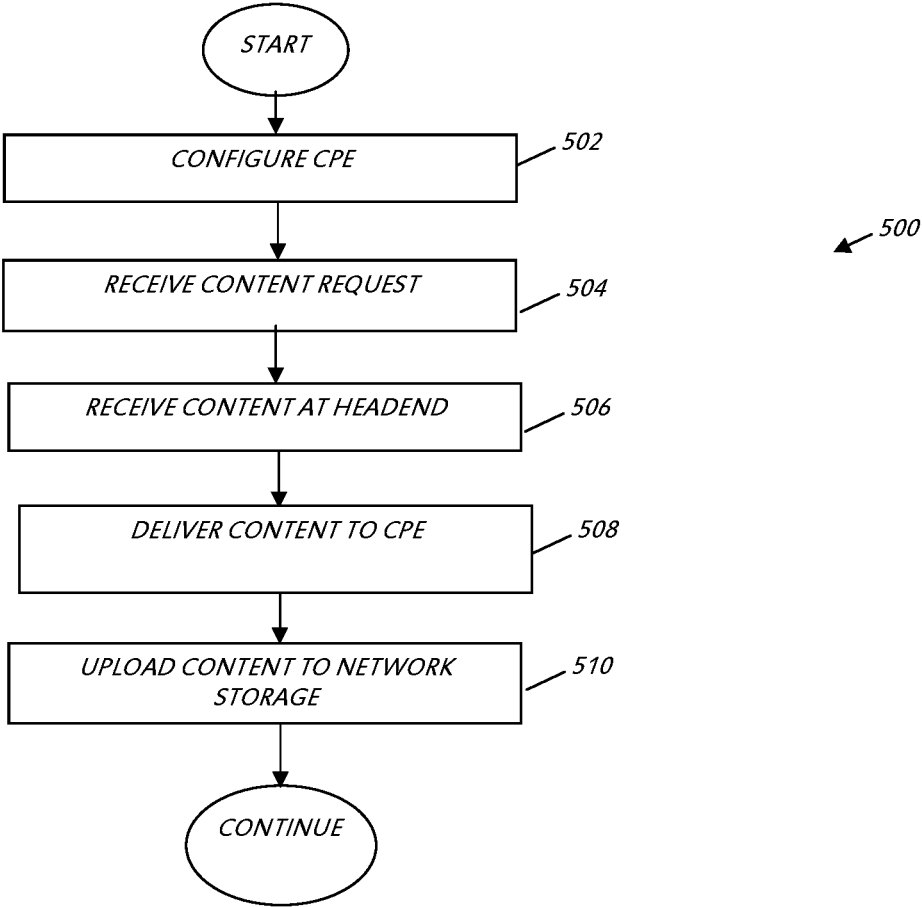 START
CONFIGURE CPE
502
500
RECEIVE CONTENT REQUEST
504
RECEIVE CONTENT AT HEADEND
506
DELIVER CONTENT TO CPE
508
UPLOAD CONTENT TO NETWORK
STORAGE
510
CONTINUE